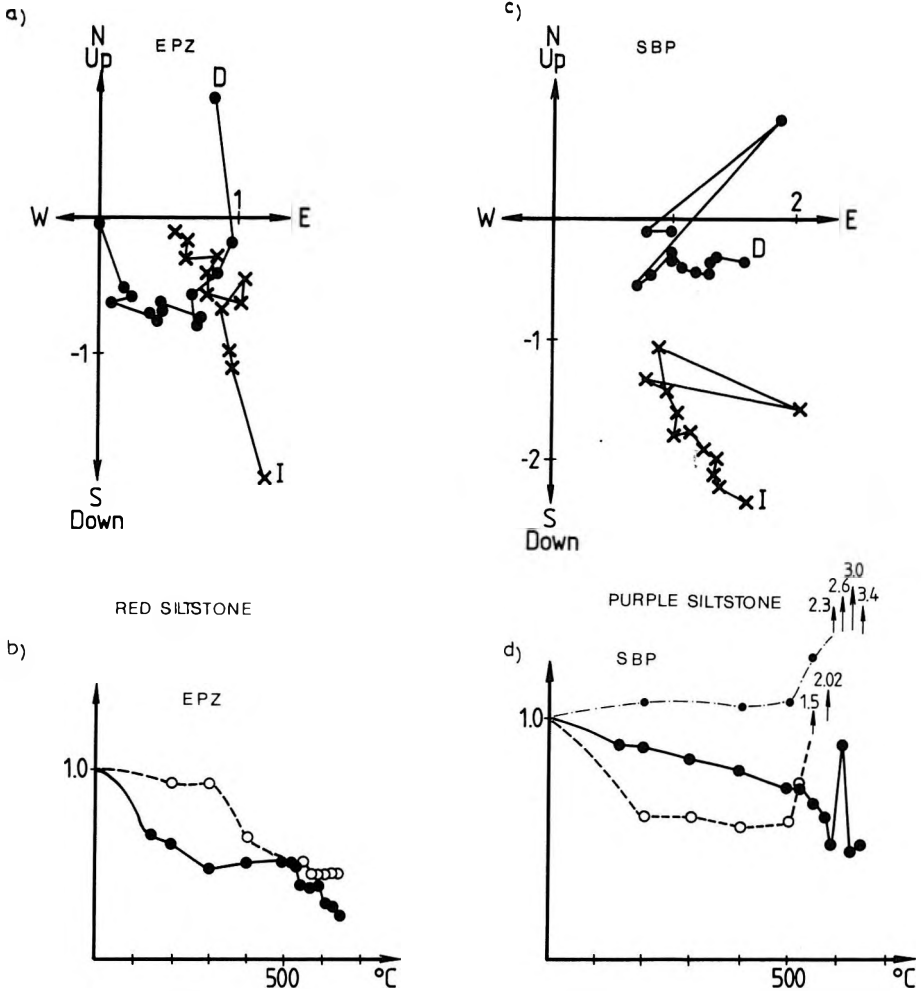 a)
N
Up
EPZ
D
W
1
E
-1
I
S
Down
c)
N
Up
SBP
W
2
E
D
-1
-2
I
S
Down
RED SILTSTONE
b)
EPZ
1.0
500
°C
PURPLE SILTSTONE
d)
SBP
2.3
2.6
3.0
3.4
1.5
2.02
1.0
500
°C